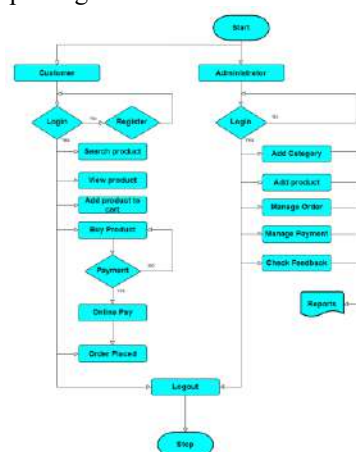 Start
Customer
Administrator
Login
No
Register
Login
No
Yes
Yes
Search product
Add Category
View product
Add product
Add product to
cart
Manage Order
Buy Product
Manage Payment
Payment
No
Check Feedback
Yes
Online Pay
Reports
Order Placed
Logout
Stop